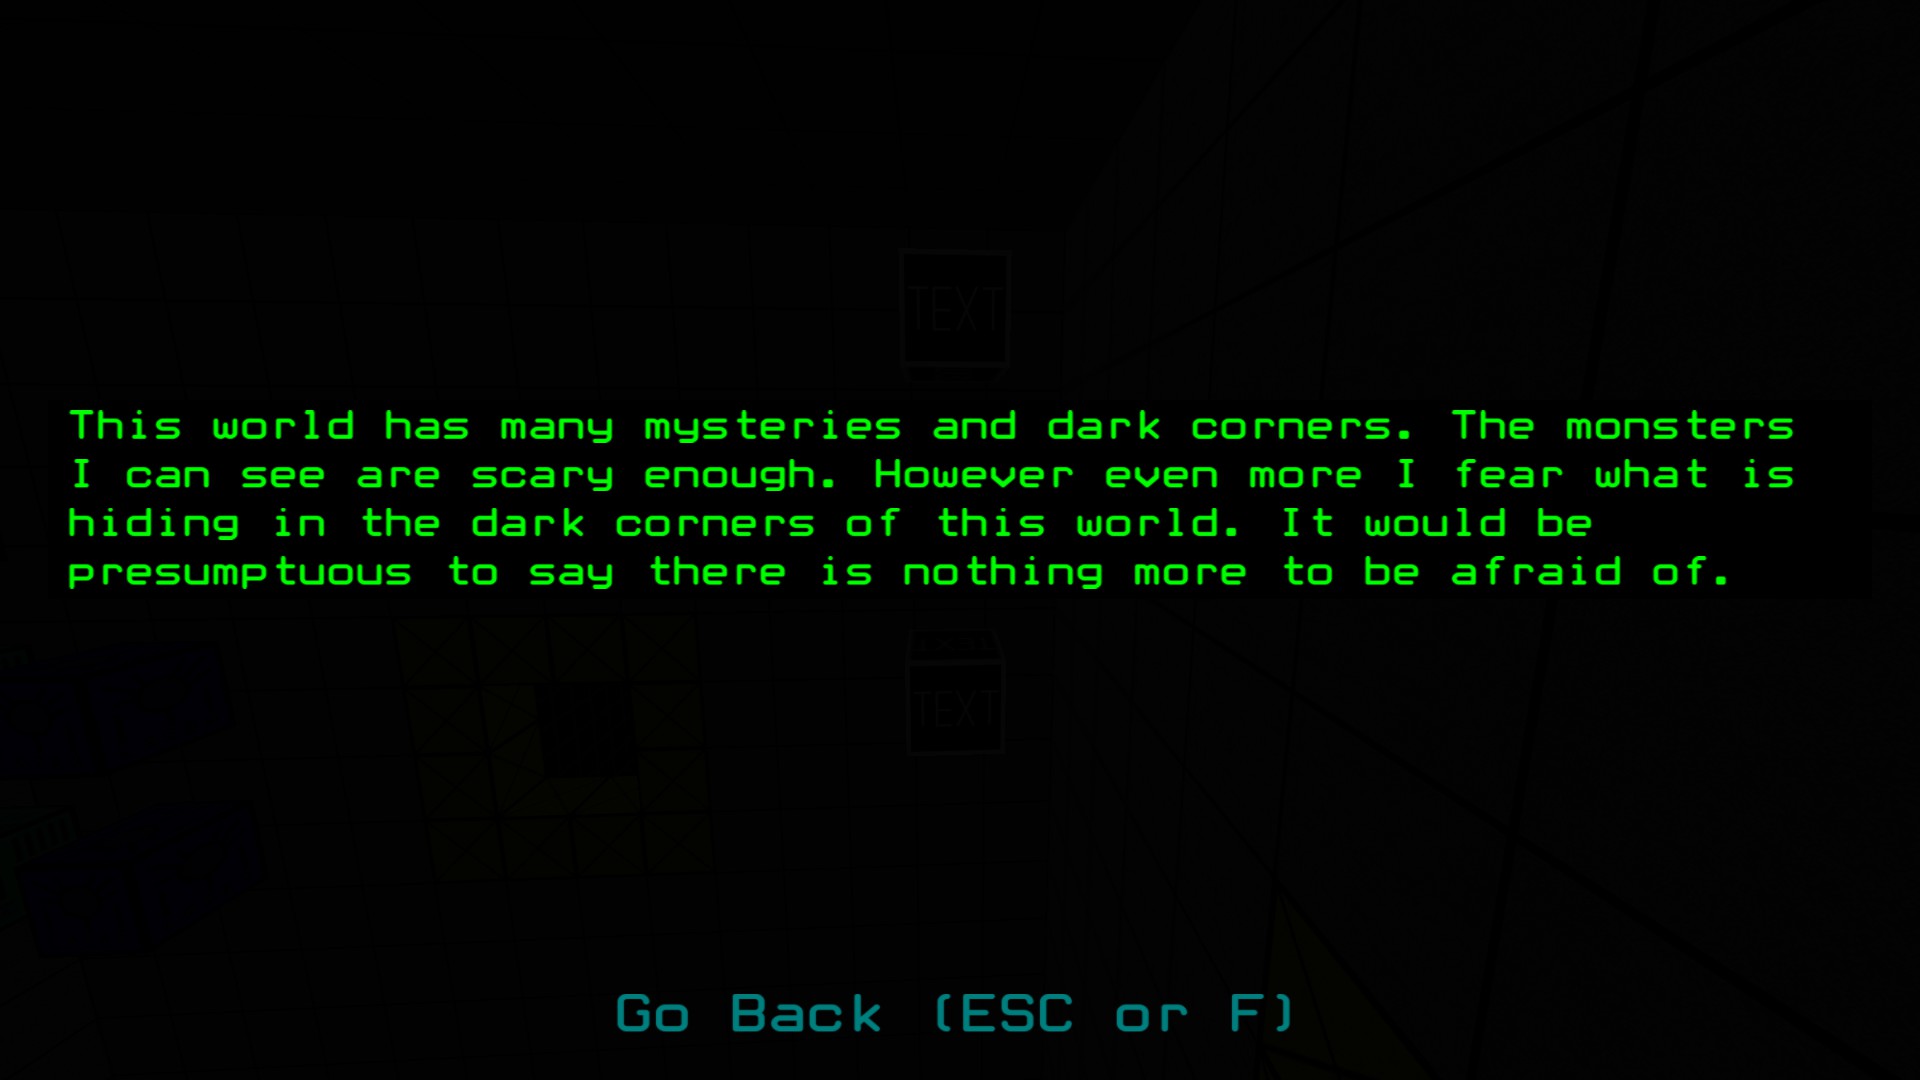 TEXT
This world has many mysteries and dark corners. The monsters
I can see are scary enough. However even more I fear what is
hiding in the dark corners of this world. It would be
presumptuous to say there is nothing more to be afraid of.
TEXT
Go Back (ESC or F)